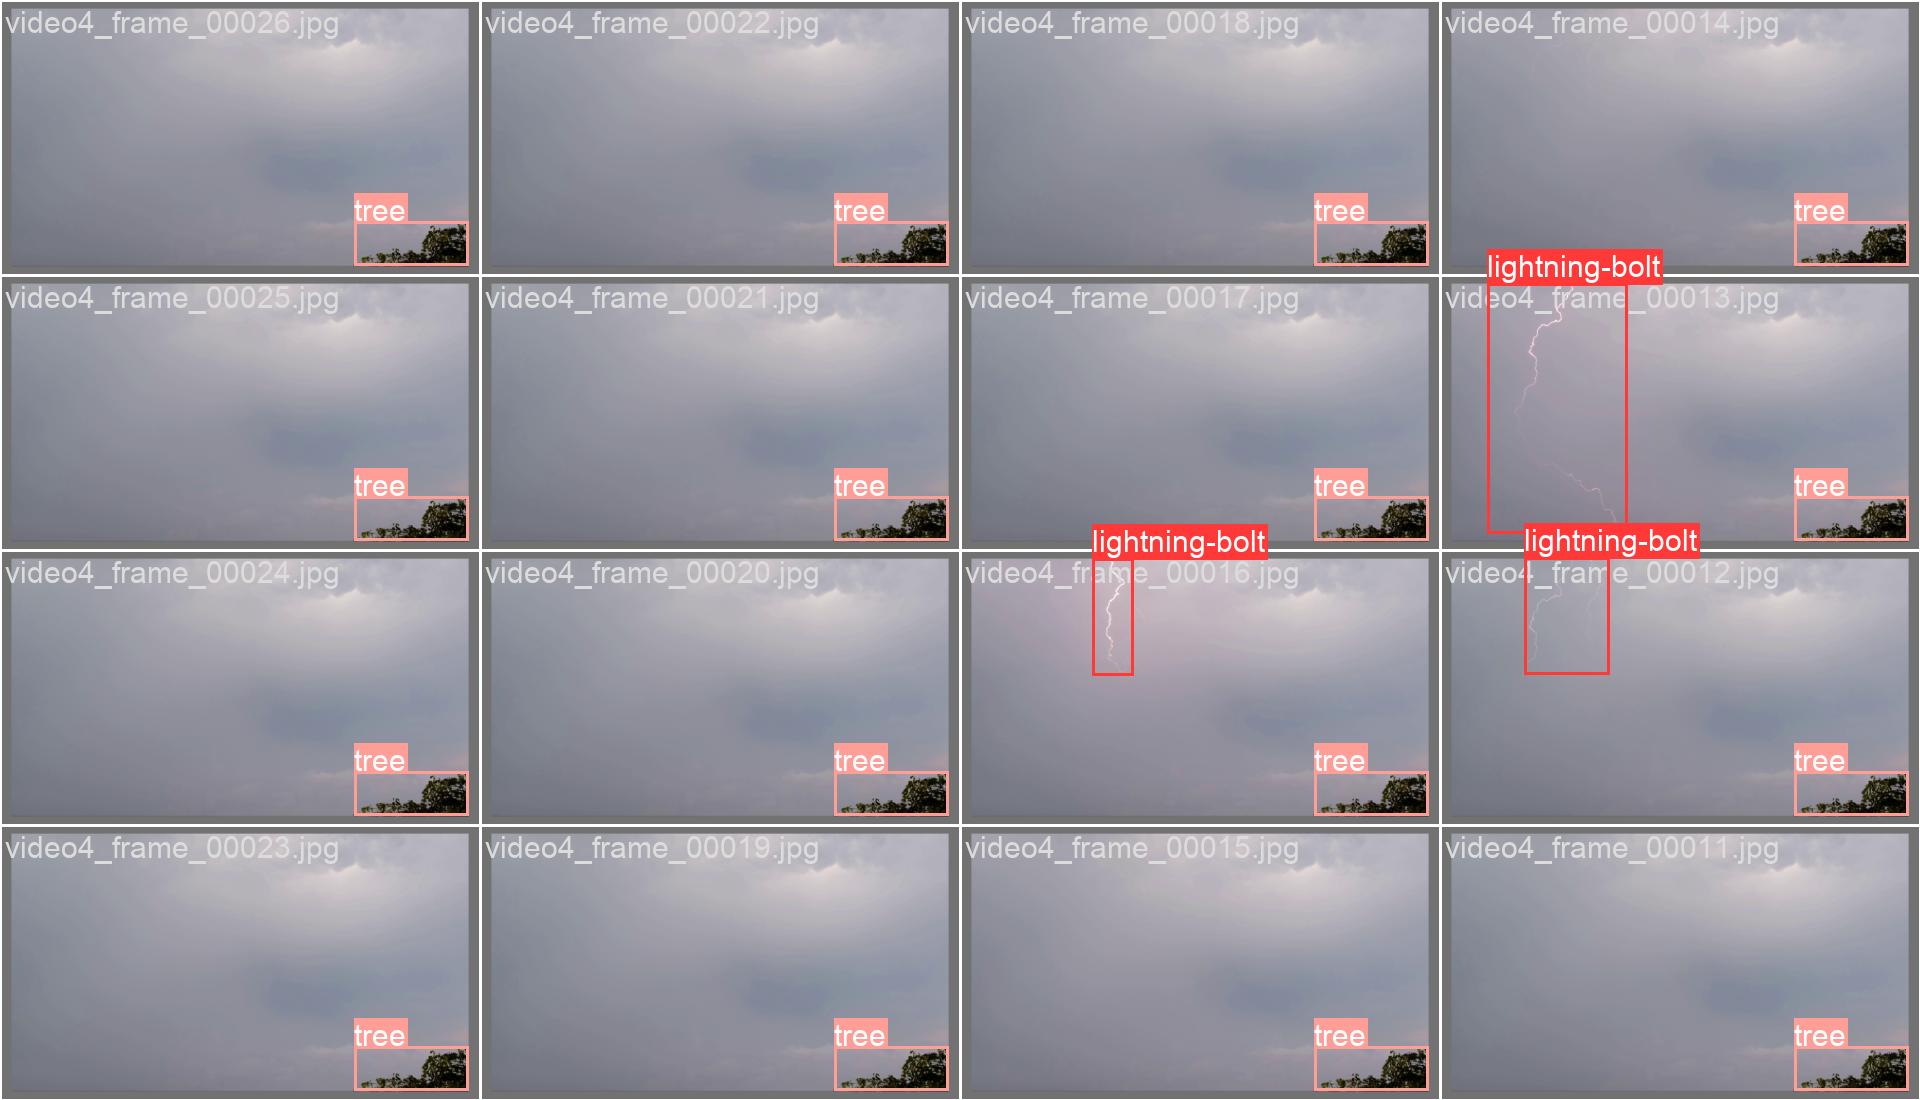 video4_frame_00026.jpg
video4_frame_00022.jpg
video4_frame_00018.jpg
video4_frame_00014.jpg
tree
tree
tree
tree
lightning-bolt
video4_frame_00025.jpg
video4_frame_00021.jpg
video4_frame_00017.jpg
video4_frame_00013.jpg
tree
tree
tree
tree
lightning-bolt
lightning-bolt
video4_frame_00024.jpg
video4_frame_00020.jpg
video4_frame_00016.jpg
video4_frame_00012.jpg
tree
tree
tree
tree
video4_frame_00023.jpg
video4_frame_00019.jpg
video4_frame_00015.jpg
video4_frame_00011.jpg
tree
tree
tree
tree